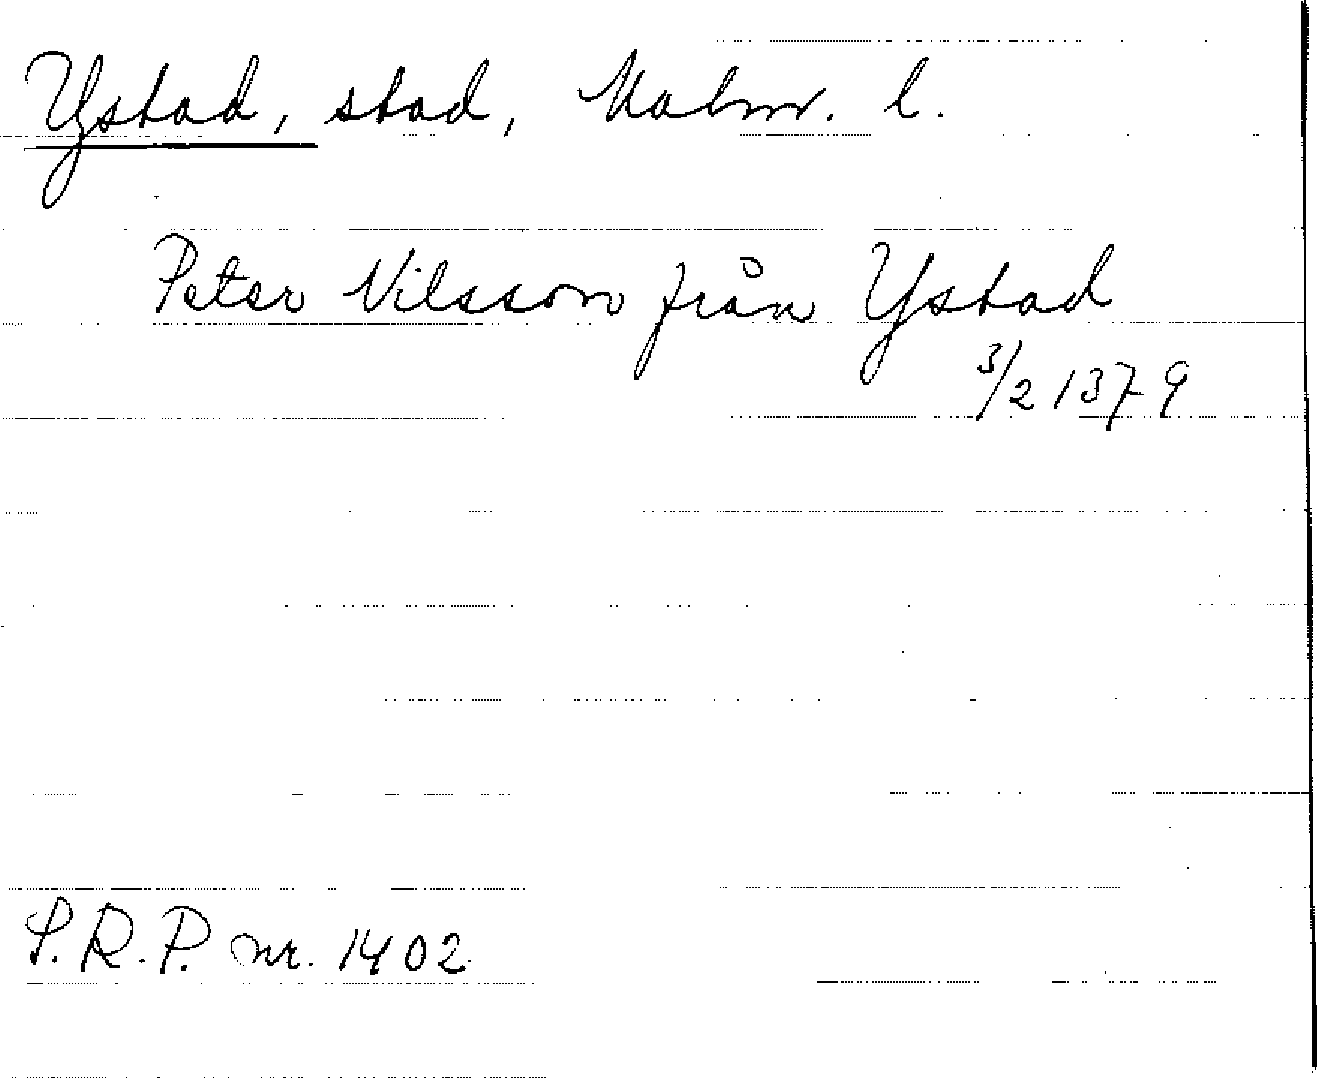 Ystad, stad, Malm. l.
Peter Nilsson från Ystad
3/2 1379
S.R.P. nr. 1402